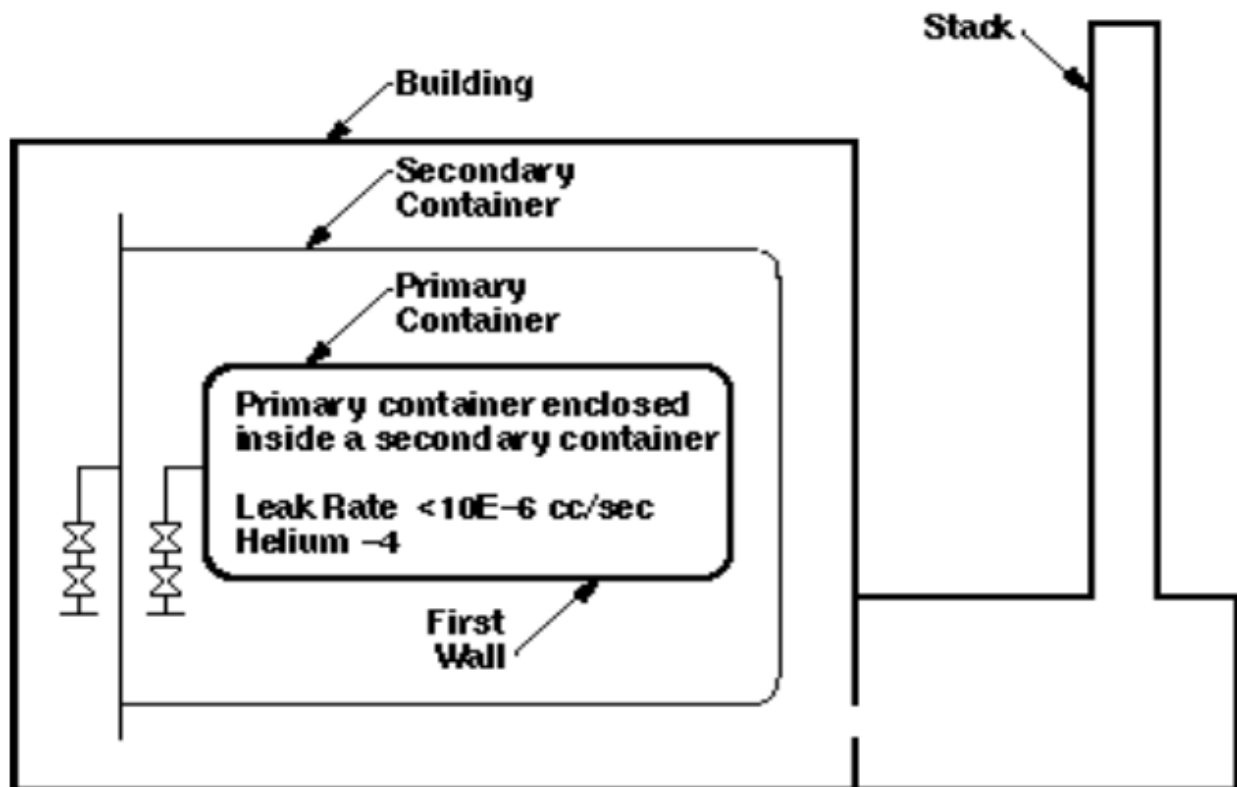 Stack
Building
Secondary
Container
Primary
Container
Primary container enclosed
inside a secondary container
Leak Rate <10E-6 cc/sec
Helium -4
First
Wall